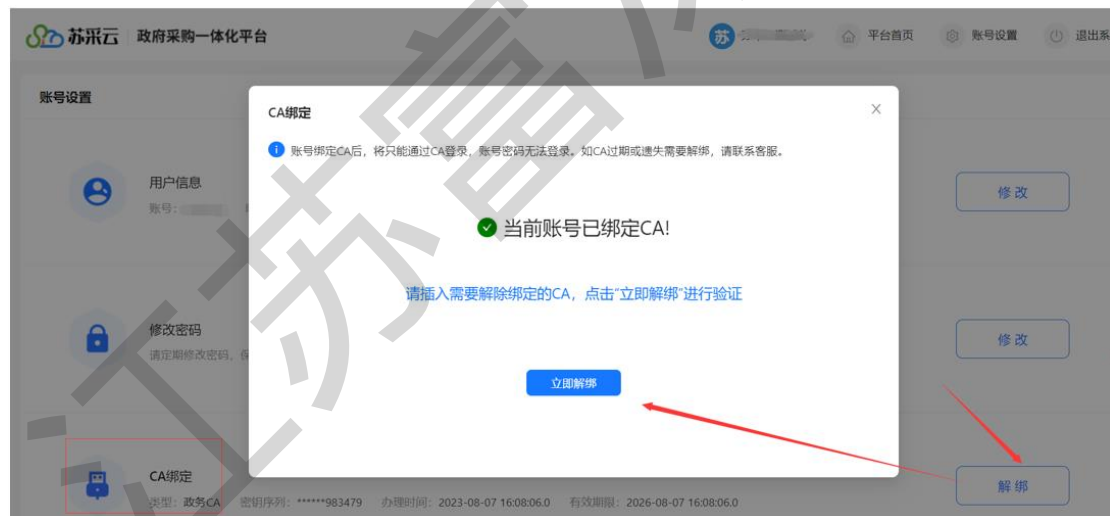 苏采云 政府采购一体化平台
苏 平台首页 账号设置 退出系
账号设置
CA绑定
账号绑定CA后，将只能通过CA登录，账号密码无法登录。如CA过期或遗失需要解绑，请联系客服。
用户信息
账号：
修改
当前账号已绑定CA!
请插入需要解除绑定的CA，点击“立即解绑”进行验证
修改密码
请定期修改密码，保
修改
立即解绑
CA绑定
类型：政务CA 密钥序列：******983479 办理时间：2023-08-07 16:08:06.0 有效期限：2026-08-07 16:08:06.0
解绑
江苏富